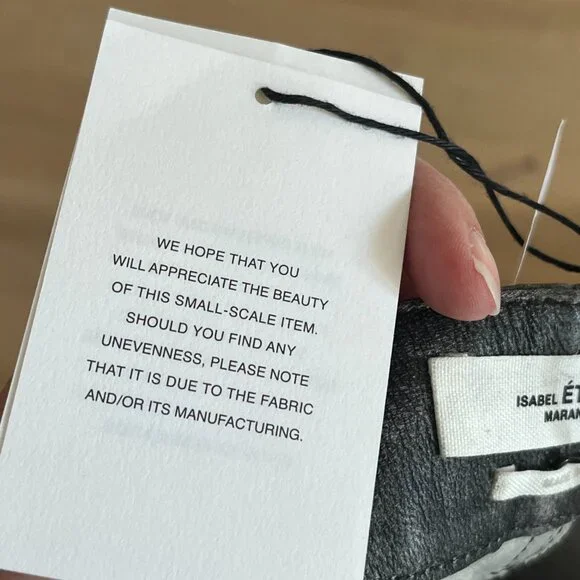 WE HOPE THAT YOU
WILL APPRECIATE THE BEAUTY
OF THIS SMALL-SCALE ITEM.
SHOULD YOU FIND ANY
UNEVENNESS, PLEASE NOTE
THAT IT IS DUE TO THE FABRIC
AND/OR ITS MANUFACTURING.
ISABEL ÉT
MARAN